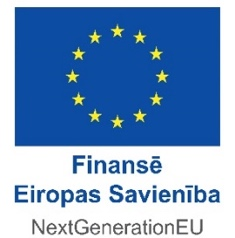 Finansē
Eiropas Savienība
NextGenerationEU